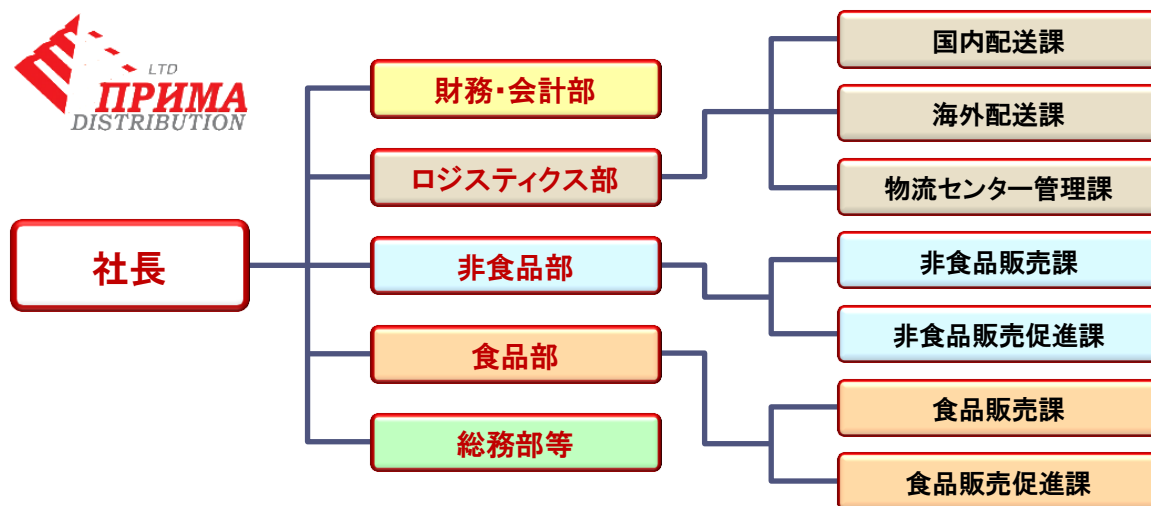 LTD
ПРИМА
DISTRIBUTION
社長
財務・会計部
ロジスティクス部
非食品部
食品部
総務部等
国内配送課
海外配送課
物流センター管理課
非食品販売課
非食品販売促進課
食品販売課
食品販売促進課